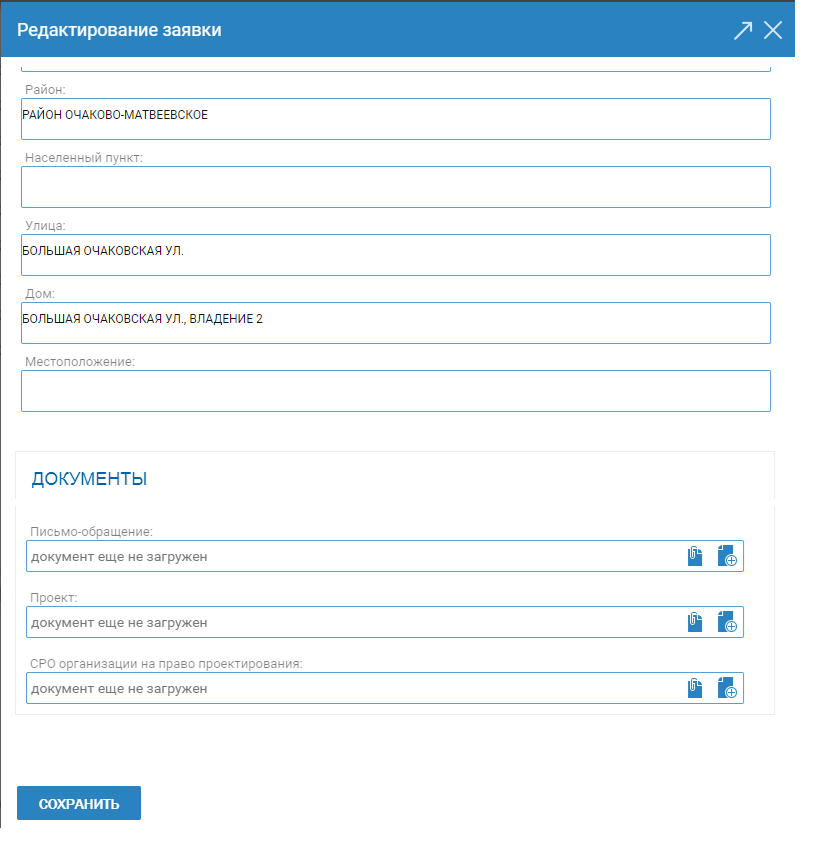 Редактирование заявки
Район:
РАЙОН ОЧАКОВО-МАТВЕЕВСКОЕ
Населенный пункт:
Улица:
БОЛЬШАЯ ОЧАКОВСКАЯ УЛ.
Дом:
БОЛЬШАЯ ОЧАКОВСКАЯ УЛ., ВЛАДЕНИЕ 2
Местоположение:
ДОКУМЕНТЫ
Письмо-обращение:
документ еще не загружен
Проект:
документ еще не загружен
СРО организации на право проектирования:
документ еще не загружен
СОХРАНИТЬ